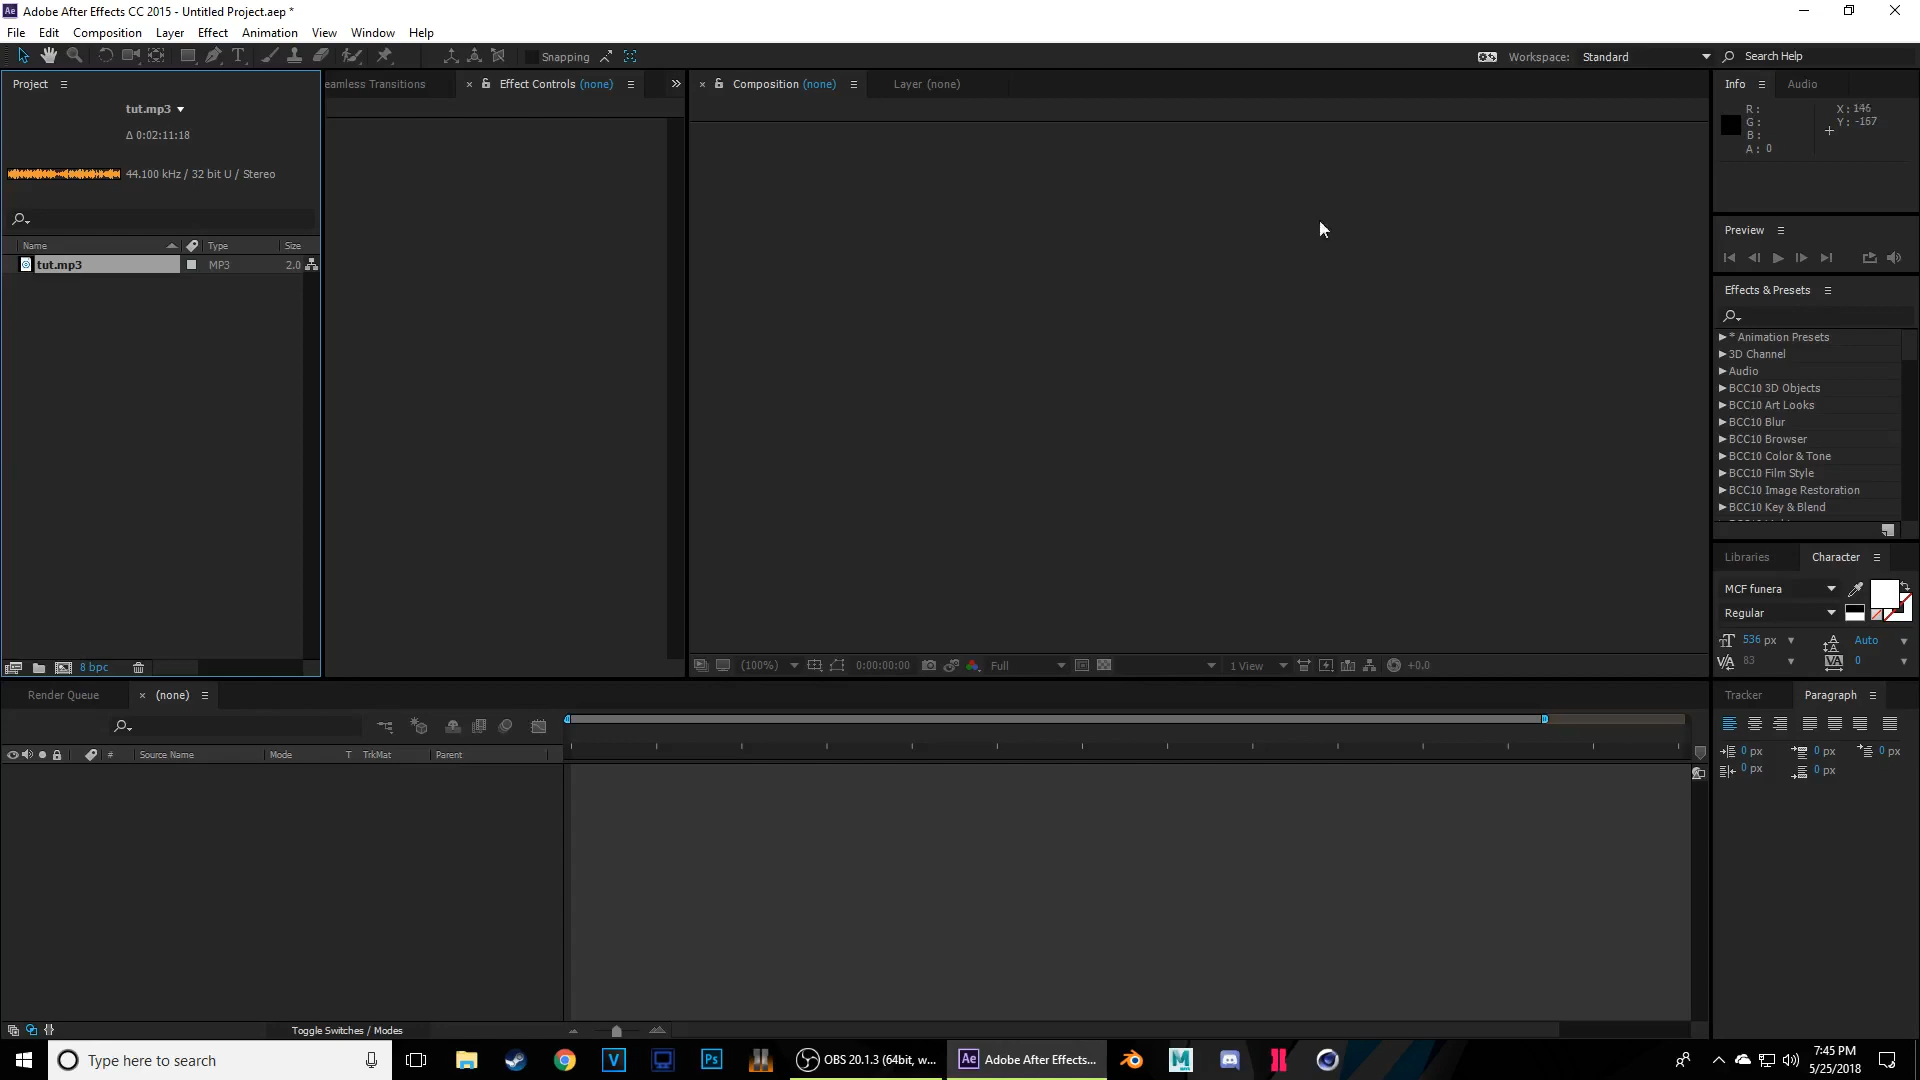 Adobe After Effects CC 2015 - Untitled Project.aep *
File Edit Composition Layer Effect Animation View Window Help
Snapping
Workspace: Standard
Search Help
Project
tut.mp3
Δ 0:02:11:18
44.100 kHz / 32 bit U / Stereo
Name Type Size
tut.mp3 MP3 2.0
8 bpc
eamless Transitions
Effect Controls (none)
Composition (none)
Layer (none)
(100%) 0:00:00:00 Full 1 View +0.0
Info Audio
R:
G:
B:
A: 0
X: 146
Y: -167
Preview
Effects & Presets
* Animation Presets
3D Channel
Audio
BCC10 3D Objects
BCC10 Art Looks
BCC10 Blur
BCC10 Browser
BCC10 Color & Tone
BCC10 Film Style
BCC10 Image Restoration
BCC10 Key & Blend
Libraries Character
MCF funera
Regular
536 px Auto
83 0
Render Queue (none)
# Source Name Mode T TrkMat Parent
Toggle Switches / Modes
Tracker Paragraph
0 px 0 px 0 px
0 px 0 px
Type here to search
OBS 20.1.3 (64bit, w...
Adobe After Effects...
7:45 PM
5/25/2018